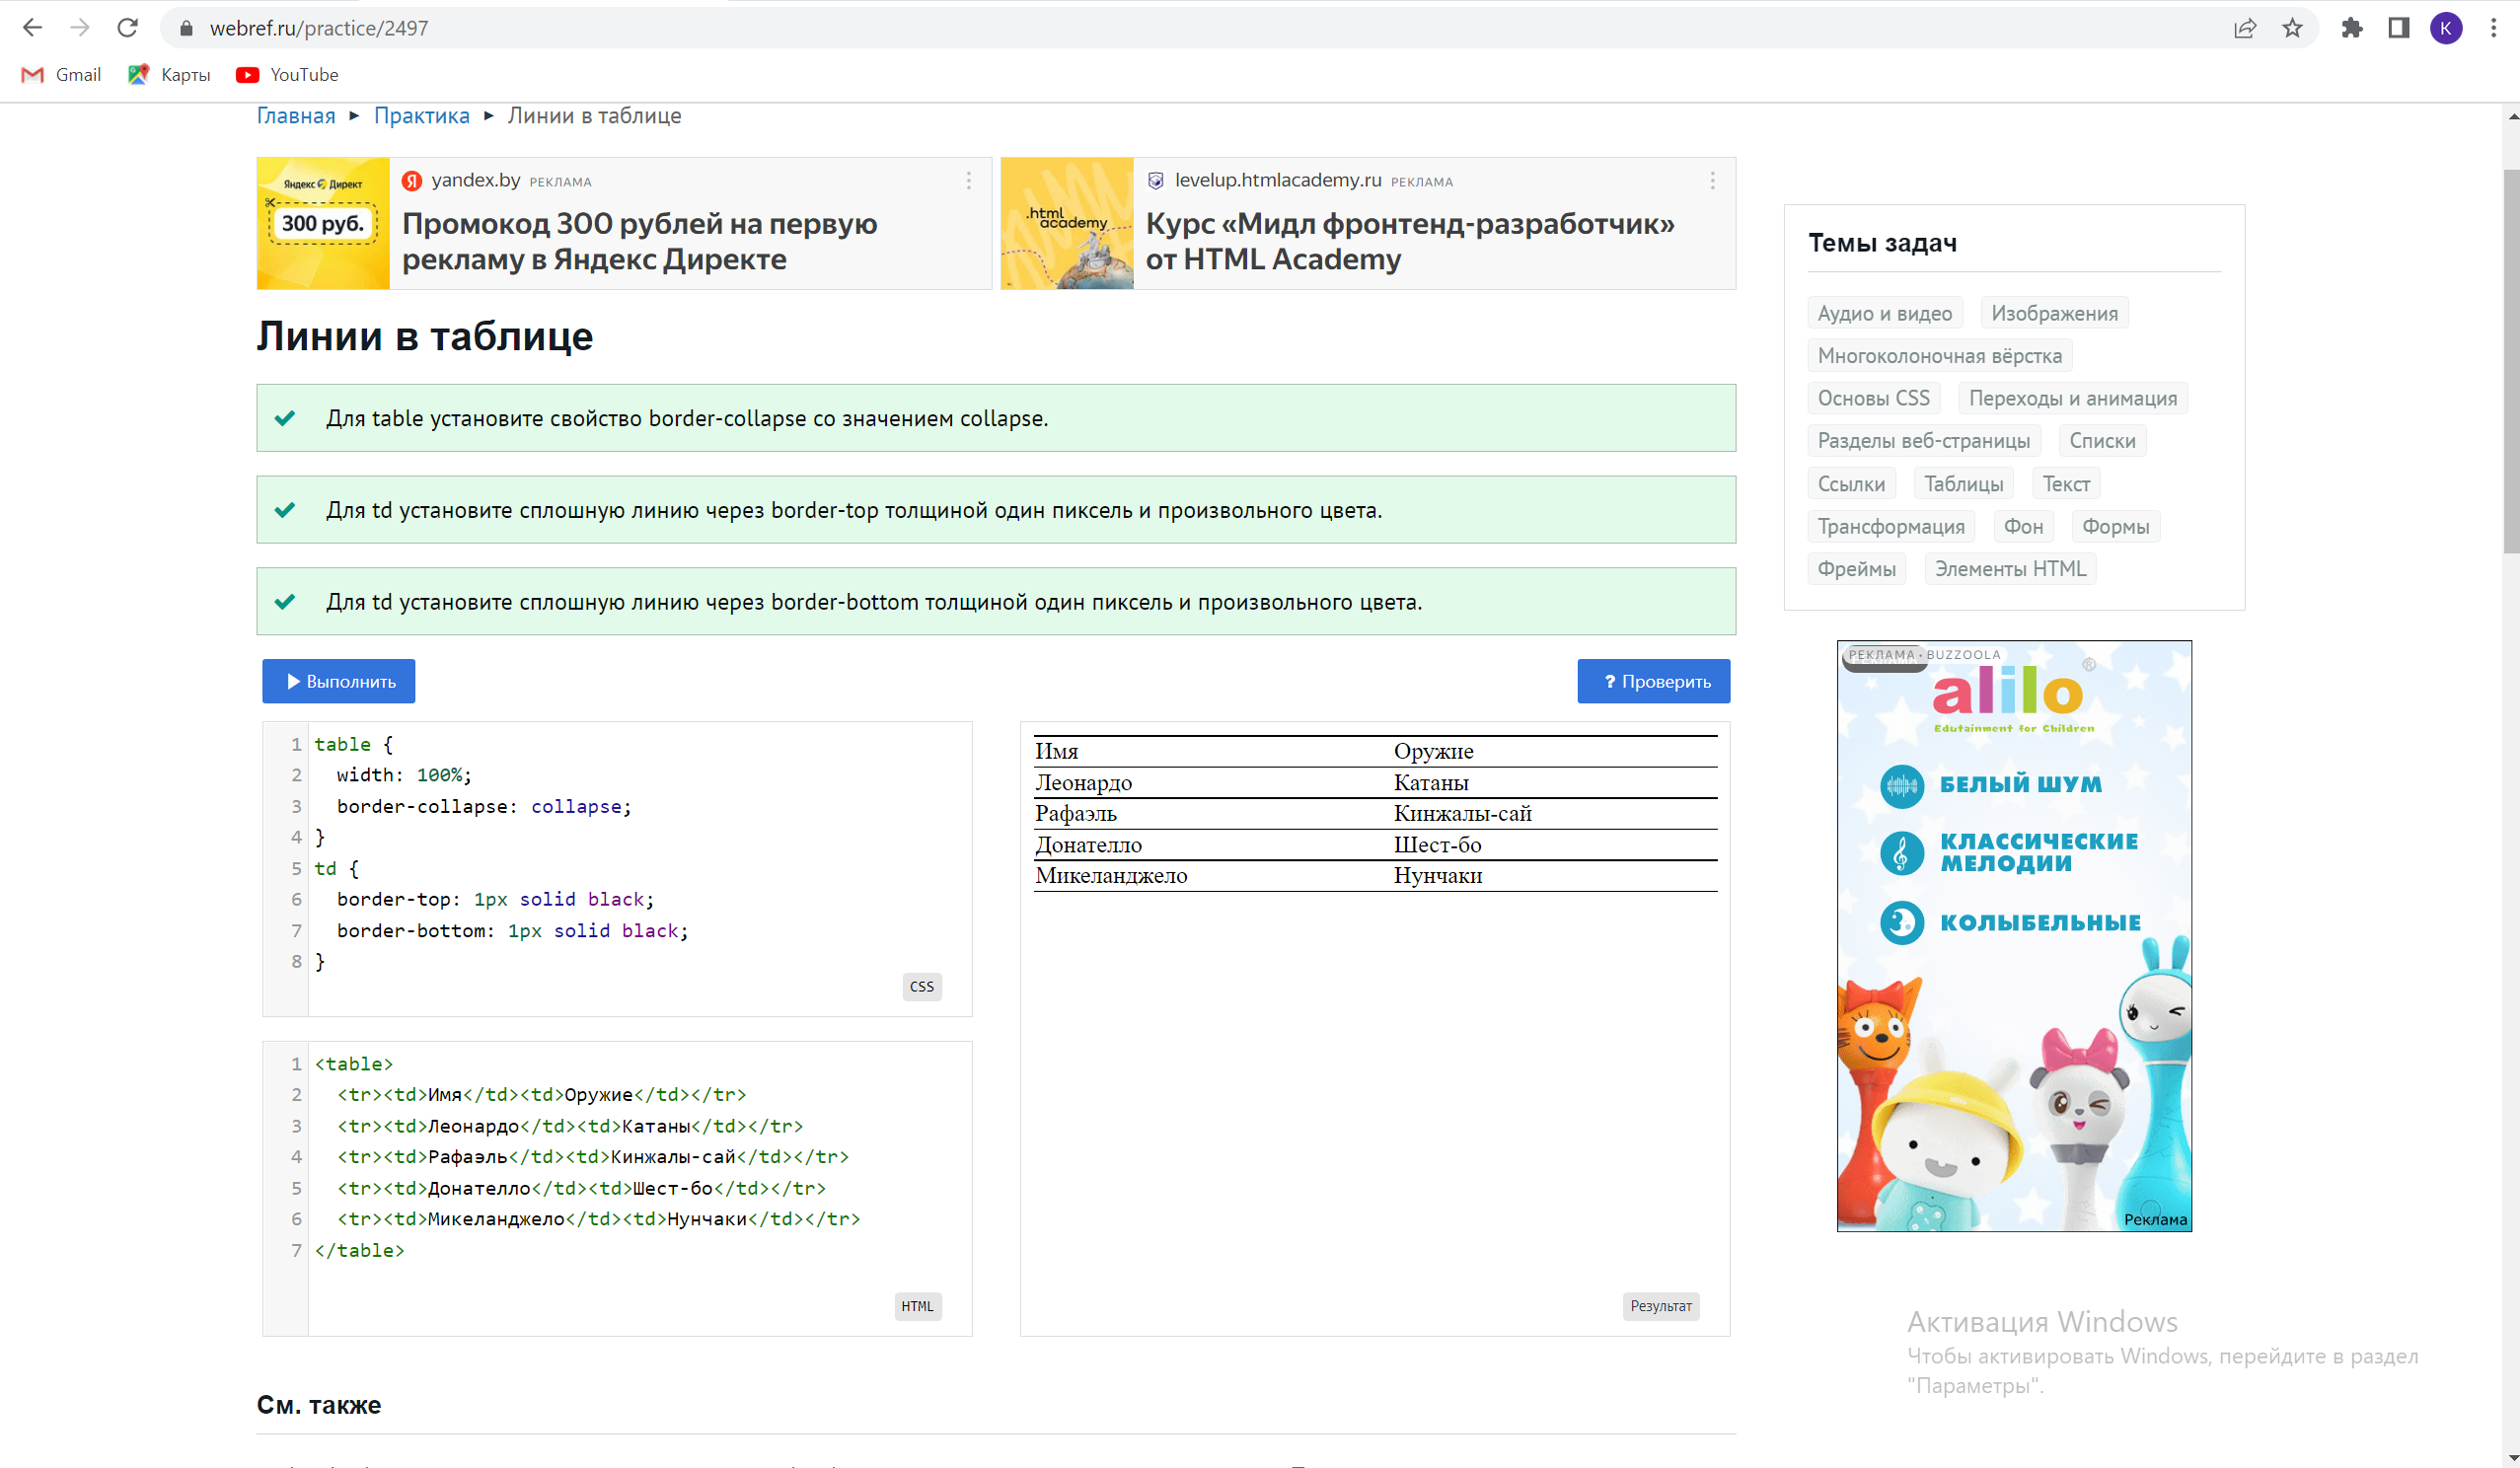 webref.ru/practice/2497
K
Gmail
Карты
YouTube
Главная ► Практика ► Линии в таблице
Яндекс Директ
300 руб.
yandex.by РЕКЛАМА
Промокод 300 рублей на первую
рекламу в Яндекс Директе
.html
academy
levelup.htmlacademy.ru РЕКЛАМА
Курс «Мидл фронтенд-разработчик»
от HTML Academy
Линии в таблице
Для table установите свойство border-collapse со значением collapse.
Для td установите сплошную линию через border-top толщиной один пиксель и произвольного цвета.
Для td установите сплошную линию через border-bottom толщиной один пиксель и произвольного цвета.
Выполнить
? Проверить
1 table {
2 width: 100%;
3 border-collapse: collapse;
4 }
5 td {
6 border-top: 1px solid black;
7 border-bottom: 1px solid black;
8 }
CSS
1 <table>
2 <tr><td>Имя</td><td>Оружие</td></tr>
3 <tr><td>Леонардо</td><td>Катаны</td></tr>
4 <tr><td>Рафаэль</td><td>Кинжалы-сай</td></tr>
5 <tr><td>Донателло</td><td>Шест-бо</td></tr>
6 <tr><td>Микеланджело</td><td>Нунчаки</td></tr>
7 </table>
HTML
Имя Оружие
Леонардо Катаны
Рафаэль Кинжалы-сай
Донателло Шест-бо
Микеланджело Нунчаки
Результат
См. также
Темы задач
Аудио и видео Изображения
Многоколоночная вёрстка
Основы CSS Переходы и анимация
Разделы веб-страницы Списки
Ссылки Таблицы Текст
Трансформация Фон Формы
Фреймы Элементы HTML
РЕКЛАМА • BUZZOOLA
alilo®
Edutainment for Children
БЕЛЫЙ ШУМ
КЛАССИЧЕСКИЕ
МЕЛОДИИ
КОЛЫБЕЛЬНЫЕ
Реклама
Активация Windows
Чтобы активировать Windows, перейдите в раздел
"Параметры".